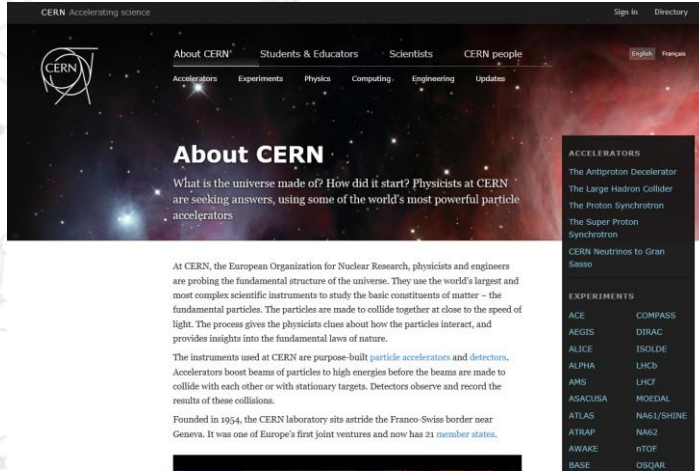 CERN Accelerating science
Sign in Directory
CERN
About CERN Students & Educators Scientists CERN people
English Français
Accelerators Experiments Physics Computing Engineering Updates
About CERN
What is the universe made of? How did it start? Physicists at CERN
are seeking answers, using some of the world's most powerful particle
accelerators
At CERN, the European Organization for Nuclear Research, physicists and engineers
are probing the fundamental structure of the universe. They use the world's largest and
most complex scientific instruments to study the basic constituents of matter – the
fundamental particles. The particles are made to collide together at close to the speed of
light. The process gives the physicists clues about how the particles interact, and
provides insights into the fundamental laws of nature.
The instruments used at CERN are purpose-built particle accelerators and detectors.
Accelerators boost beams of particles to high energies before the beams are made to
collide with each other or with stationary targets. Detectors observe and record the
results of these collisions.
Founded in 1954, the CERN laboratory sits astride the Franco-Swiss border near
Geneva. It was one of Europe's first joint ventures and now has 21 member states.
ACCELERATORS
The Antiproton Decelerator
The Large Hadron Collider
The Proton Synchrotron
The Super Proton
Synchrotron
CERN Neutrinos to Gran
Sasso
EXPERIMENTS
ACE COMPASS
AEGIS DIRAC
ALICE ISOLDE
ALPHA LHCb
AMS LHCf
ASACUSA MOEDAL
ATLAS NA61/SHINE
ATRAP NA62
AWAKE nTOF
BASE OSQAR